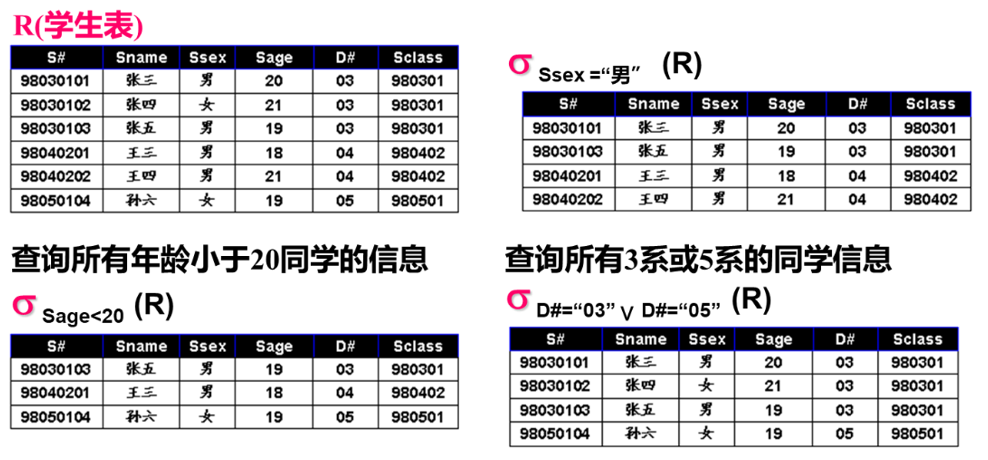 R(学生表)
S# Sname Ssex Sage D# Sclass
98030101 张三 男 20 03 980301
98030102 张四 女 21 03 980301
98030103 张五 男 19 03 980301
98040201 王三 男 18 04 980402
98040202 王四 男 21 04 980402
98050104 孙六 女 19 05 980501
σ Ssex =“男” (R)
S# Sname Ssex Sage D# Sclass
98030101 张三 男 20 03 980301
98030103 张五 男 19 03 980301
98040201 王三 男 18 04 980402
98040202 王四 男 21 04 980402
查询所有年龄小于20同学的信息
σ Sage<20 (R)
S# Sname Ssex Sage D# Sclass
98030103 张五 男 19 03 980301
98040201 王三 男 18 04 980402
98050104 孙六 女 19 05 980501
查询所有3系或5系的同学信息
σ D#=“03” ∨ D#=“05” (R)
S# Sname Ssex Sage D# Sclass
98030101 张三 男 20 03 980301
98030102 张四 女 21 03 980301
98030103 张五 男 19 03 980301
98050104 孙六 女 19 05 980501